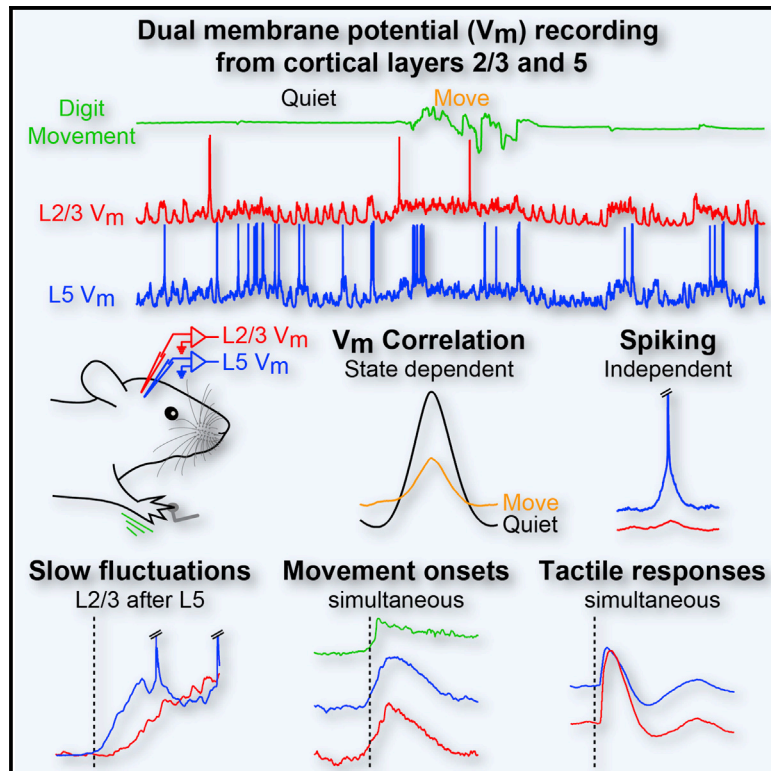 Dual membrane potential (Vm) recording
from cortical layers 2/3 and 5
Quiet
Move
Digit
Movement
L2/3 Vm
L5 Vm
L2/3 Vm
L5 Vm
Vm Correlation
State dependent
Move
Quiet
Spiking
Independent
Slow fluctuations
L2/3 after L5
Movement onsets
simultaneous
Tactile responses
simultaneous